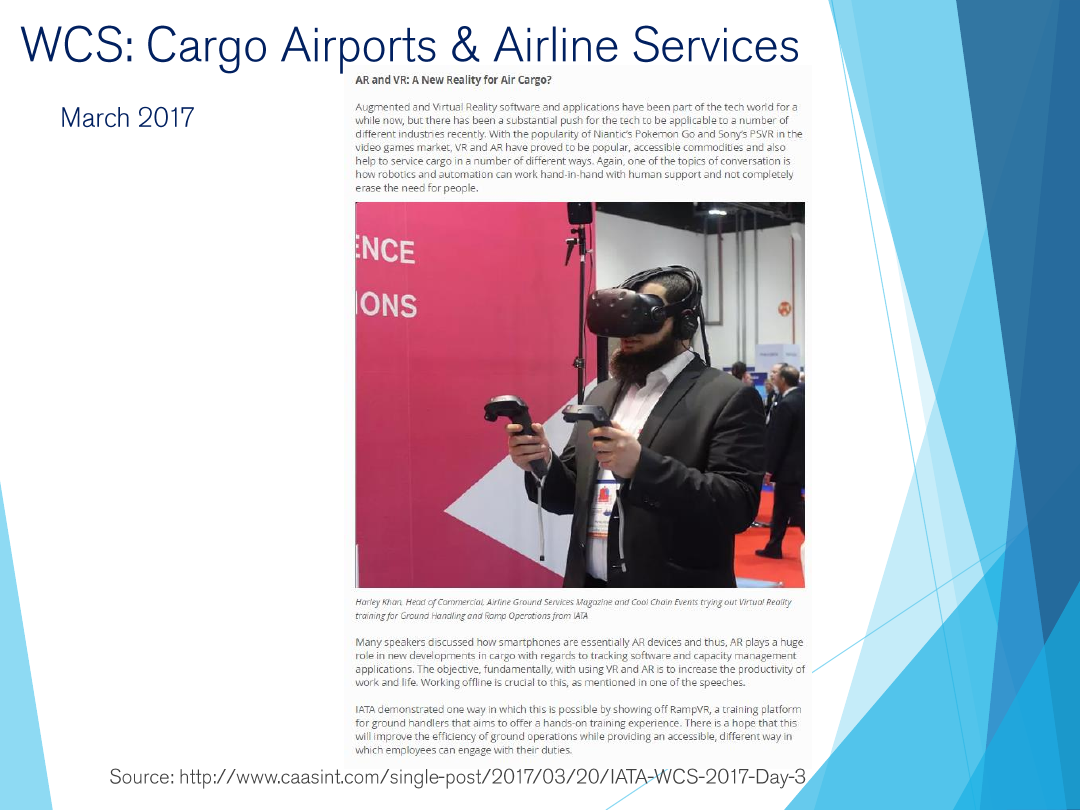 WCS: Cargo Airports & Airline Services
March 2017
AR and VR: A New Reality for Air Cargo?
Augmented and Virtual Reality software and applications have been part of the tech world for a
while now, but there has been a substantial push for the tech to be applicable to a number of
different industries recently. With the popularity of Niantic's Pokemon Go and Sony's PSVR in the
video games market, VR and AR have proved to be popular, accessible commodities and also
help to service cargo in a number of different ways. Again, one of the topics of conversation is
how robotics and automation can work hand-in-hand with human support and not completely
erase the need for people.
ENCE
IONS
Harley Khan, Head of Commercial, Airline Ground Services Magazine and Cool Chain Events trying out Virtual Reality
training for Ground Handling and Ramp Operations from IATA
Many speakers discussed how smartphones are essentially AR devices and thus, AR plays a huge
role in new developments in cargo with regards to tracking software and capacity management
applications. The objective, fundamentally, with using VR and AR is to increase the productivity of
work and life. Working offline is crucial to this, as mentioned in one of the speeches.
IATA demonstrated one way in which this is possible by showing off RampVR, a training platform
for ground handlers that aims to offer a hands-on training experience. There is a hope that this
will improve the efficiency of ground operations while providing an accessible, different way in
which employees can engage with their duties.
Source: http://www.caasint.com/single-post/2017/03/20/IATA-WCS-2017-Day-3